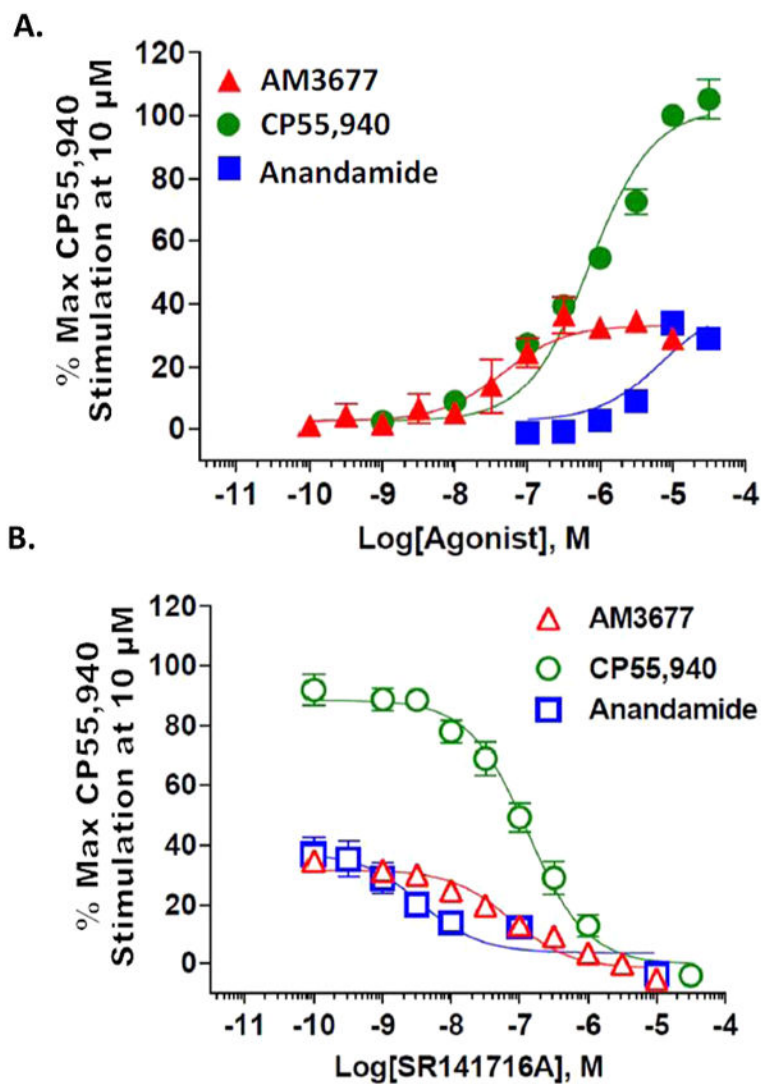 A.
% Max CP55,940
Stimulation at 10 µM
120
100
80
60
40
20
0
AM3677
CP55,940
Anandamide
-11 -10 -9 -8 -7 -6 -5 -4
Log[Agonist], M
B.
% Max CP55,940
Stimulation at 10 µM
120
100
80
60
40
20
0
AM3677
CP55,940
Anandamide
-11 -10 -9 -8 -7 -6 -5 -4
Log[SR141716A], M